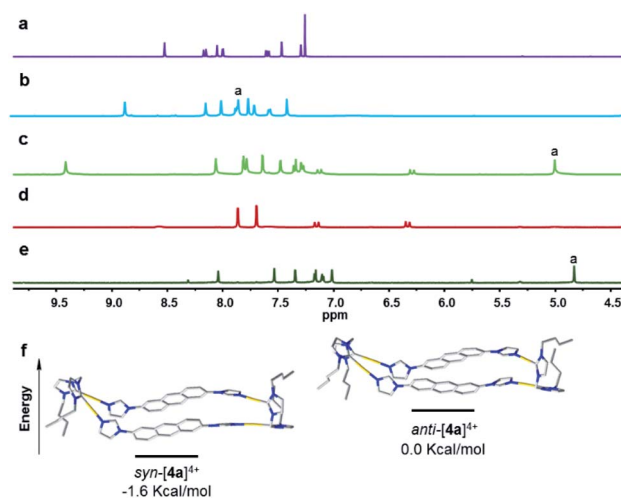 a
b
a
c
a
d
e
a
9.5 9.0 8.5 8.0 7.5 7.0 6.5 6.0 5.5 5.0 4.5
ppm
f
Energy
syn-[4a]4+
-1.6 Kcal/mol
anti-[4a]4+
0.0 Kcal/mol